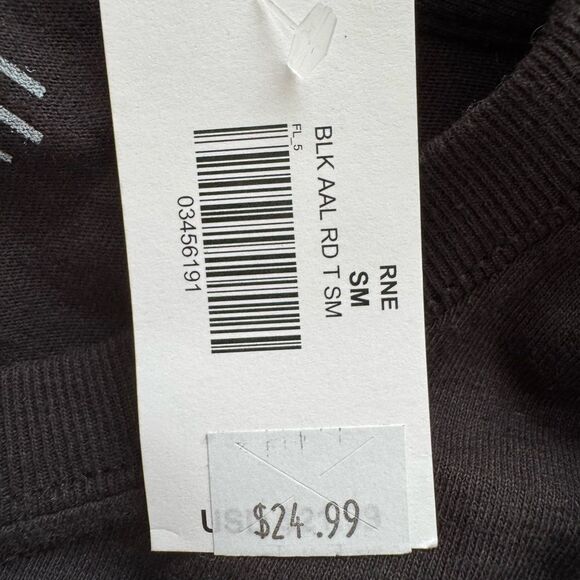 RNE
SM
BLK AAL RD T SM
FL_5
03456191
$24.99